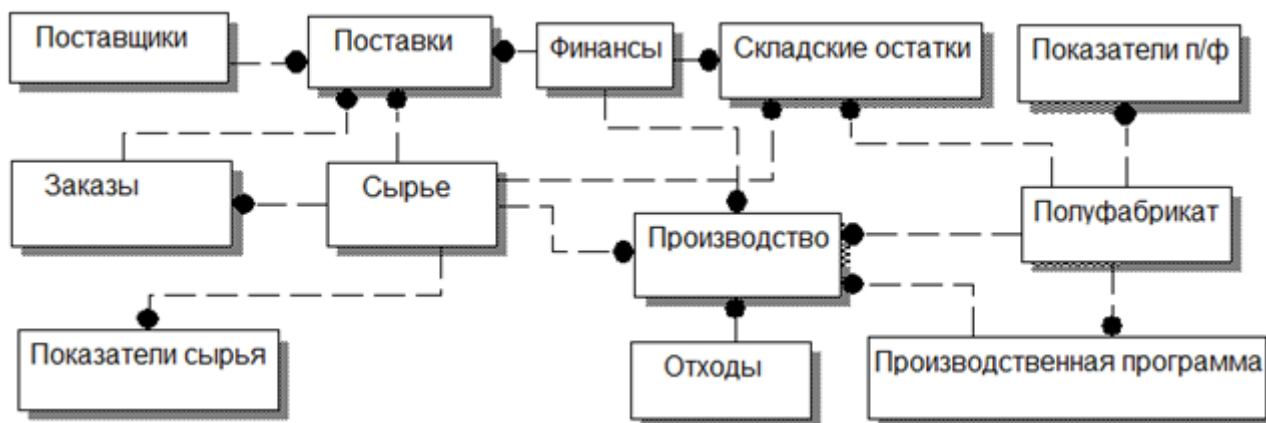 Поставщики
Поставки
Финансы
Складские остатки
Показатели п/ф
Заказы
Сырье
Производство
Полуфабрикат
Показатели сырья
Отходы
Производственная программа